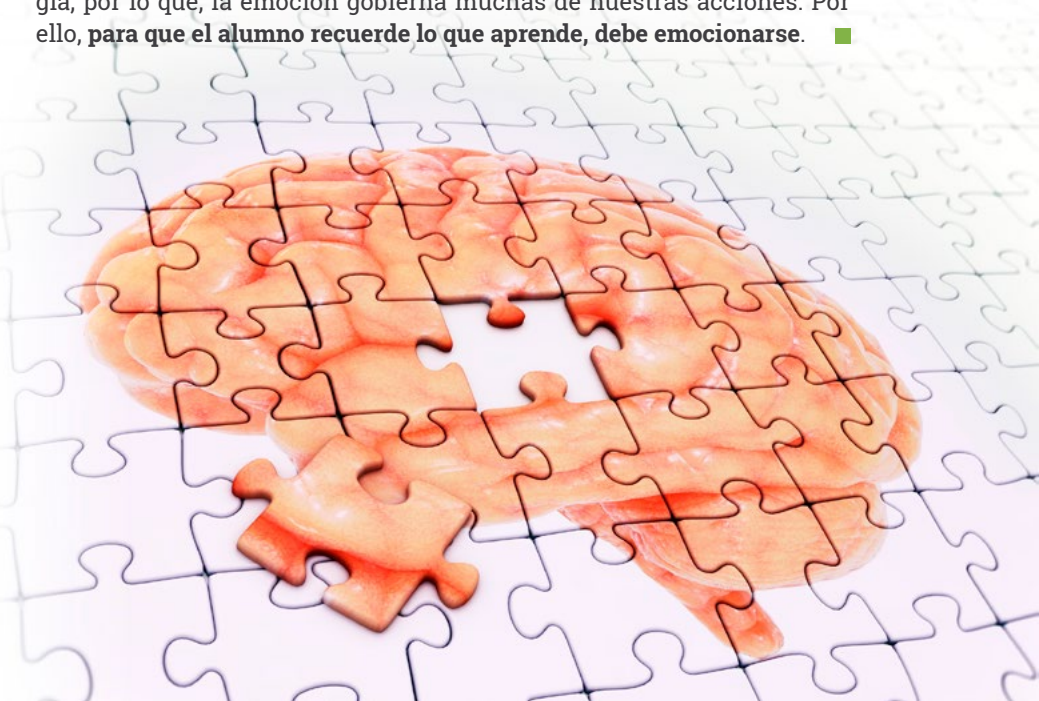 gía, por lo que, la emoción gobierna muchas de nuestras acciones. Por
ello, para que el alumno recuerde lo que aprende, debe emocionarse.